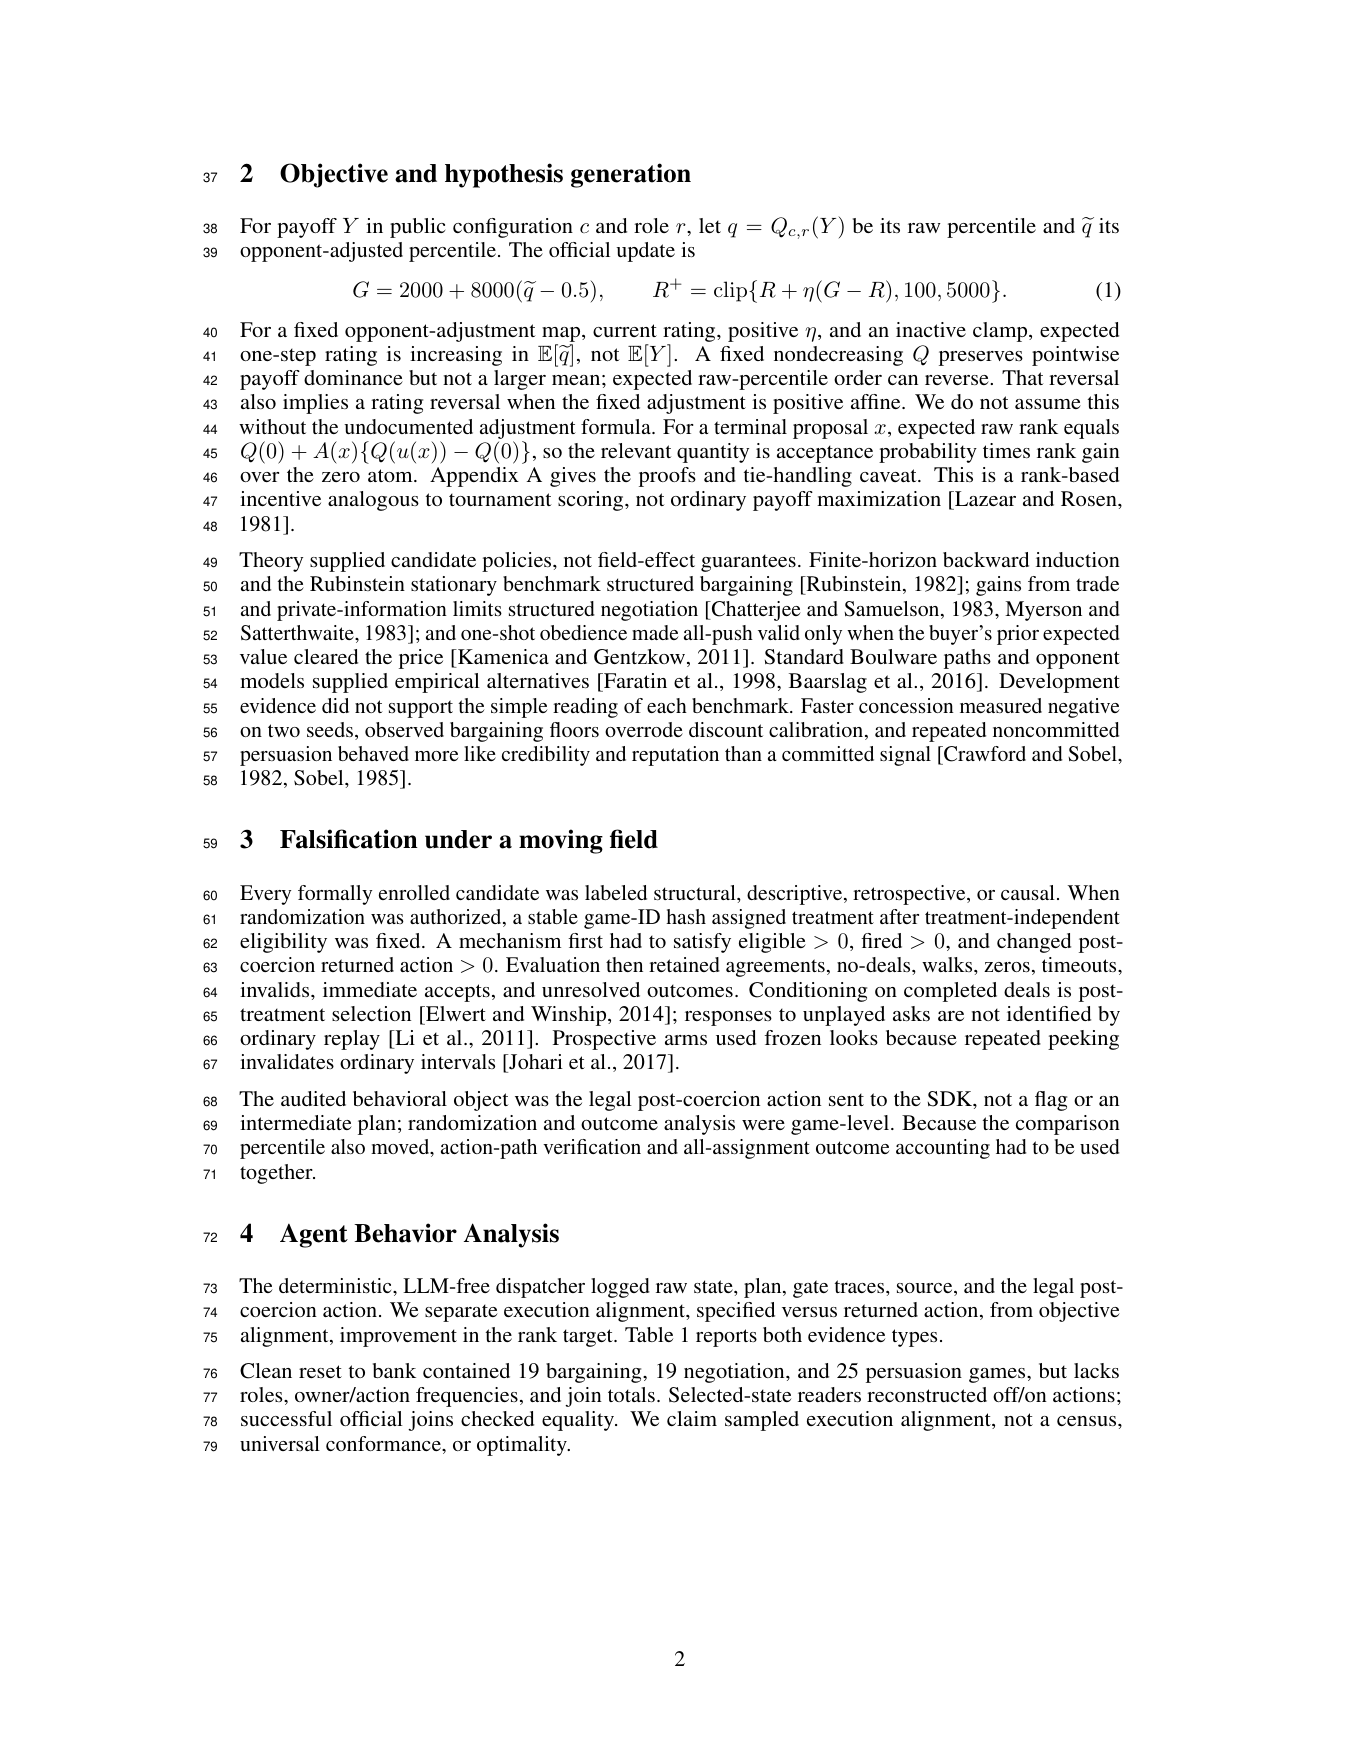 37 2 Objective and hypothesis generation
38 For payoff Y in public configuration c and role r, let q = Q_{c,r}(Y) be its raw percentile and q̃ its
39 opponent-adjusted percentile. The official update is
G = 2000 + 8000(q̃ − 0.5), R⁺ = clip{R + η(G − R), 100, 5000}. (1)
40 For a fixed opponent-adjustment map, current rating, positive η, and an inactive clamp, expected
41 one-step rating is increasing in 𝔼[q̃], not 𝔼[Y]. A fixed nondecreasing Q preserves pointwise
42 payoff dominance but not a larger mean; expected raw-percentile order can reverse. That reversal
43 also implies a rating reversal when the fixed adjustment is positive affine. We do not assume this
44 without the undocumented adjustment formula. For a terminal proposal x, expected raw rank equals
45 Q(0) + A(x){Q(u(x)) − Q(0)}, so the relevant quantity is acceptance probability times rank gain
46 over the zero atom. Appendix A gives the proofs and tie-handling caveat. This is a rank-based
47 incentive analogous to tournament scoring, not ordinary payoff maximization [Lazear and Rosen,
48 1981].
49 Theory supplied candidate policies, not field-effect guarantees. Finite-horizon backward induction
50 and the Rubinstein stationary benchmark structured bargaining [Rubinstein, 1982]; gains from trade
51 and private-information limits structured negotiation [Chatterjee and Samuelson, 1983, Myerson and
52 Satterthwaite, 1983]; and one-shot obedience made all-push valid only when the buyer's prior expected
53 value cleared the price [Kamenica and Gentzkow, 2011]. Standard Boulware paths and opponent
54 models supplied empirical alternatives [Faratin et al., 1998, Baarslag et al., 2016]. Development
55 evidence did not support the simple reading of each benchmark. Faster concession measured negative
56 on two seeds, observed bargaining floors overrode discount calibration, and repeated noncommitted
57 persuasion behaved more like credibility and reputation than a committed signal [Crawford and Sobel,
58 1982, Sobel, 1985].
59 3 Falsification under a moving field
60 Every formally enrolled candidate was labeled structural, descriptive, retrospective, or causal. When
61 randomization was authorized, a stable game-ID hash assigned treatment after treatment-independent
62 eligibility was fixed. A mechanism first had to satisfy eligible > 0, fired > 0, and changed post-
63 coercion returned action > 0. Evaluation then retained agreements, no-deals, walks, zeros, timeouts,
64 invalids, immediate accepts, and unresolved outcomes. Conditioning on completed deals is post-
65 treatment selection [Elwert and Winship, 2014]; responses to unplayed asks are not identified by
66 ordinary replay [Li et al., 2011]. Prospective arms used frozen looks because repeated peeking
67 invalidates ordinary intervals [Johari et al., 2017].
68 The audited behavioral object was the legal post-coercion action sent to the SDK, not a flag or an
69 intermediate plan; randomization and outcome analysis were game-level. Because the comparison
70 percentile also moved, action-path verification and all-assignment outcome accounting had to be used
71 together.
72 4 Agent Behavior Analysis
73 The deterministic, LLM-free dispatcher logged raw state, plan, gate traces, source, and the legal post-
74 coercion action. We separate execution alignment, specified versus returned action, from objective
75 alignment, improvement in the rank target. Table 1 reports both evidence types.
76 Clean reset to bank contained 19 bargaining, 19 negotiation, and 25 persuasion games, but lacks
77 roles, owner/action frequencies, and join totals. Selected-state readers reconstructed off/on actions;
78 successful official joins checked equality. We claim sampled execution alignment, not a census,
79 universal conformance, or optimality.
2